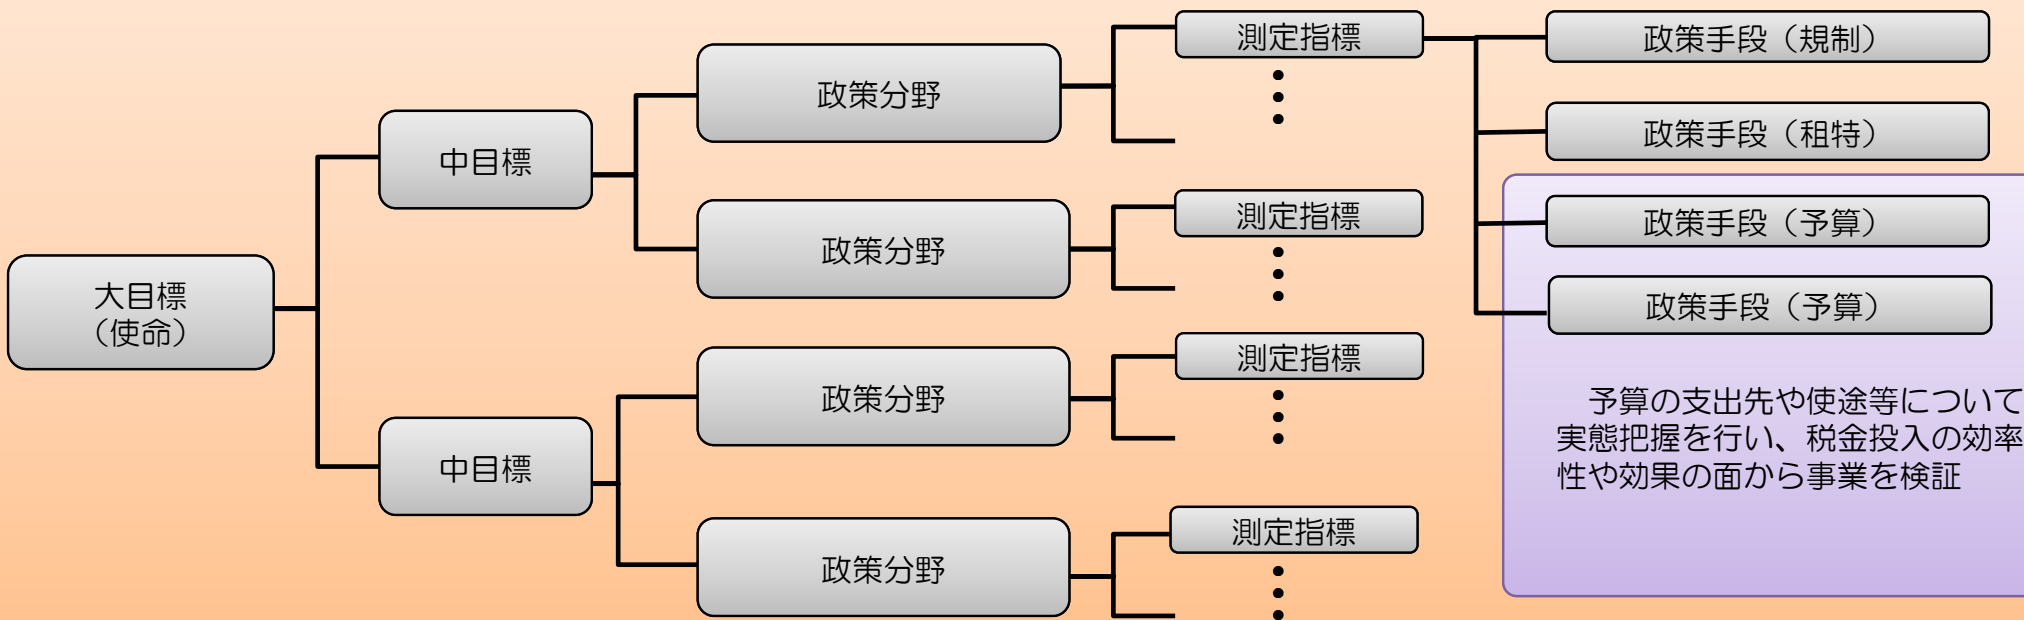 大目標
（使命）
中目標
中目標
政策分野
政策分野
政策分野
政策分野
測定指標
測定指標
測定指標
測定指標
政策手段（規制）
政策手段（租特）
政策手段（予算）
政策手段（予算）
予算の支出先や使途等について
実態把握を行い、税金投入の効率
性や効果の面から事業を検証